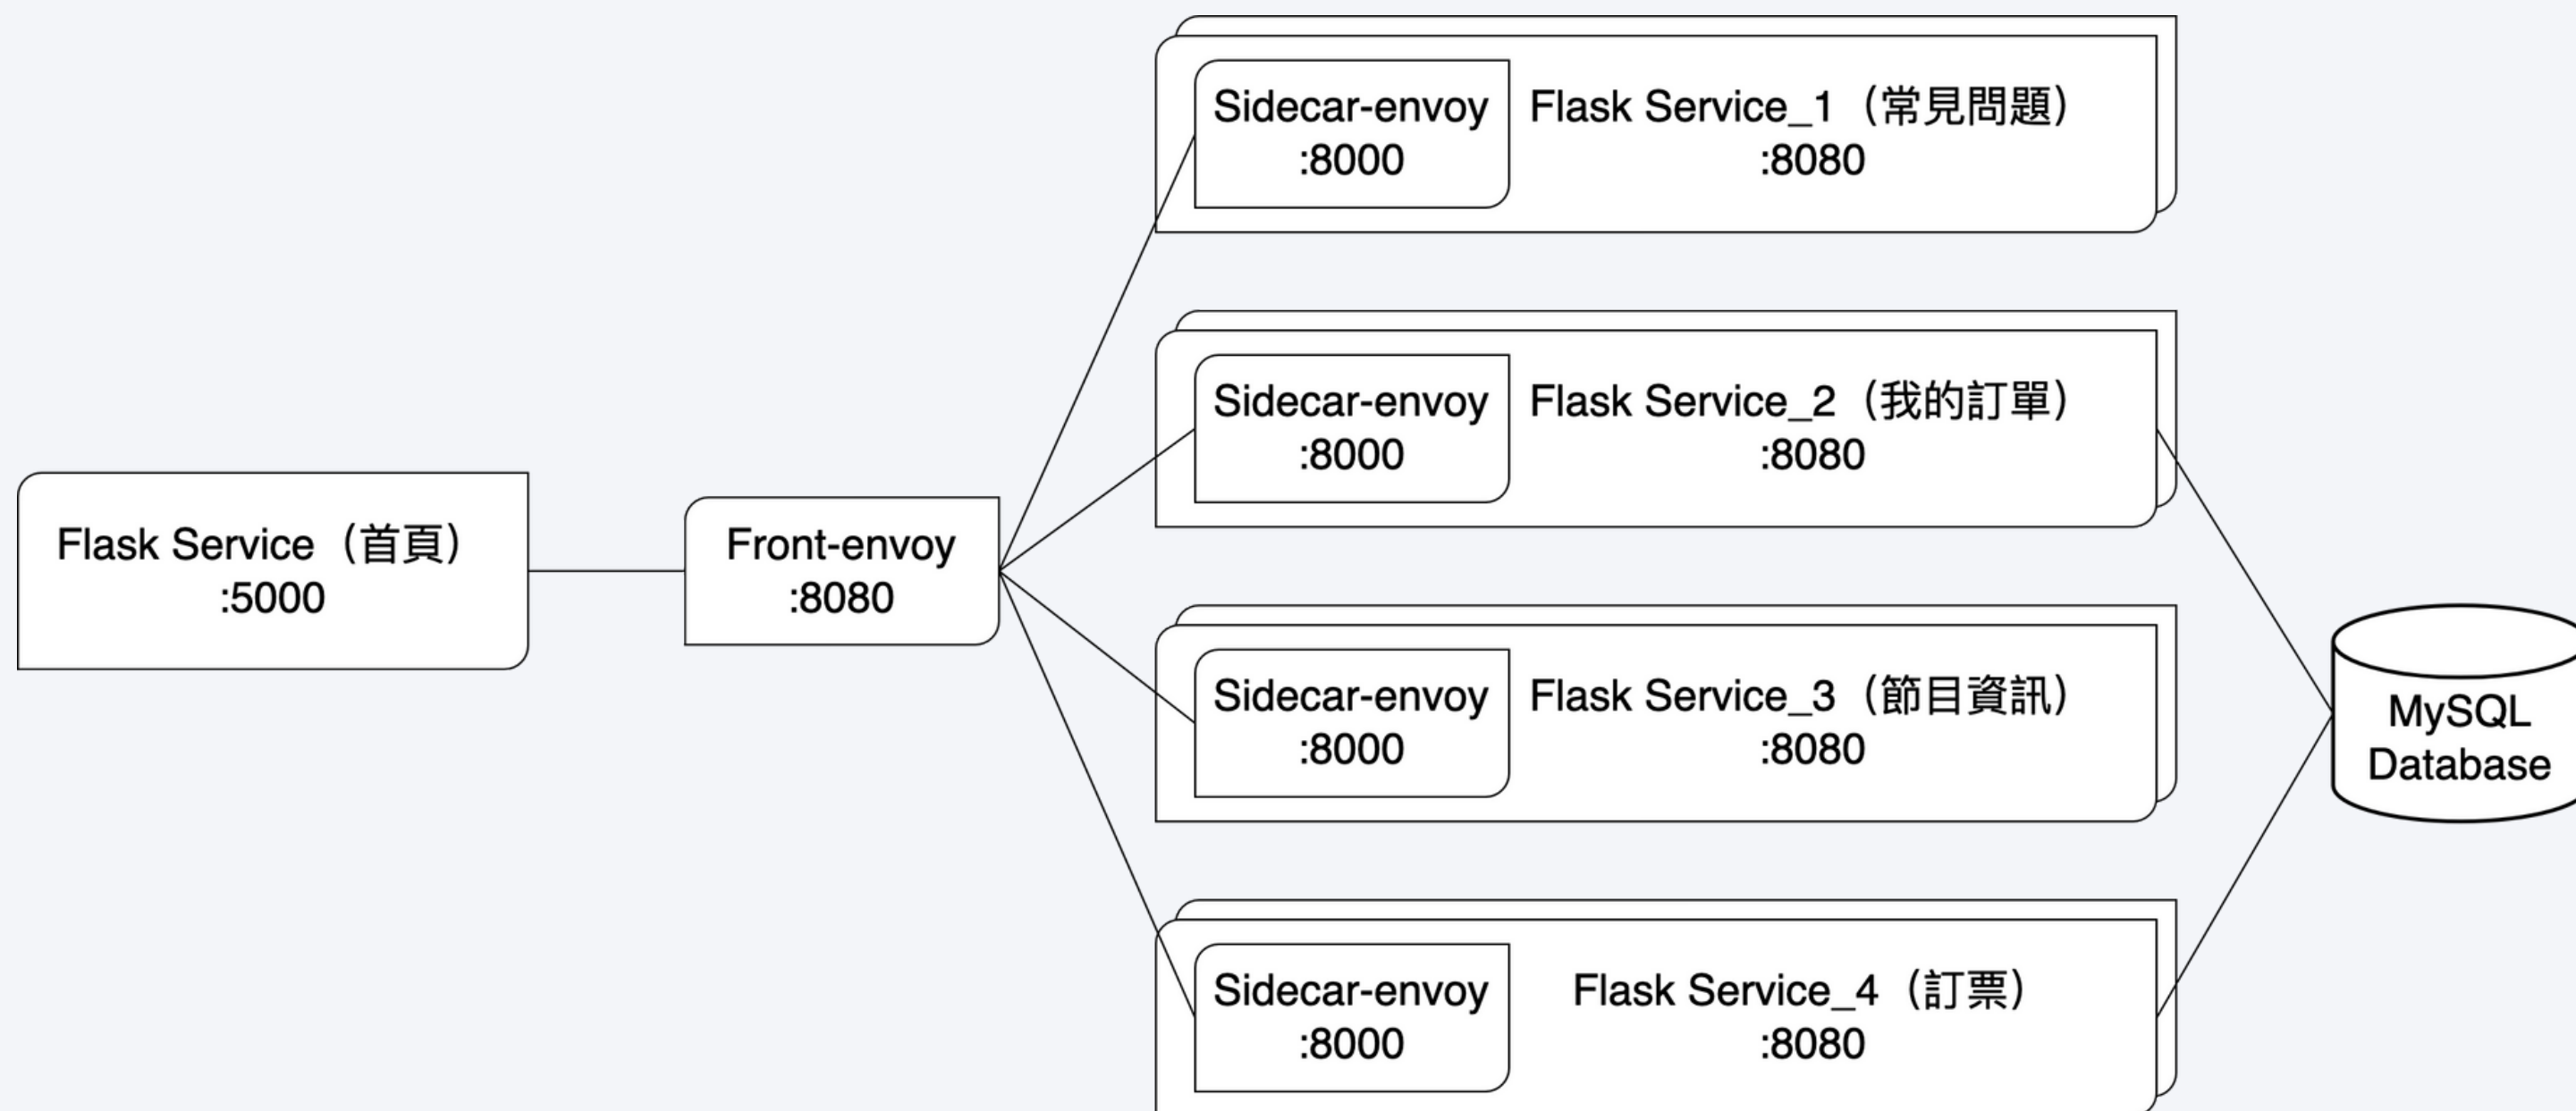 Flask Service（首頁）
:5000
Front-envoy
:8080
Sidecar-envoy
:8000
Flask Service_1（常見問題）
:8080
Sidecar-envoy
:8000
Flask Service_2（我的訂單）
:8080
Sidecar-envoy
:8000
Flask Service_3（節目資訊）
:8080
Sidecar-envoy
:8000
Flask Service_4（訂票）
:8080
MySQL
Database